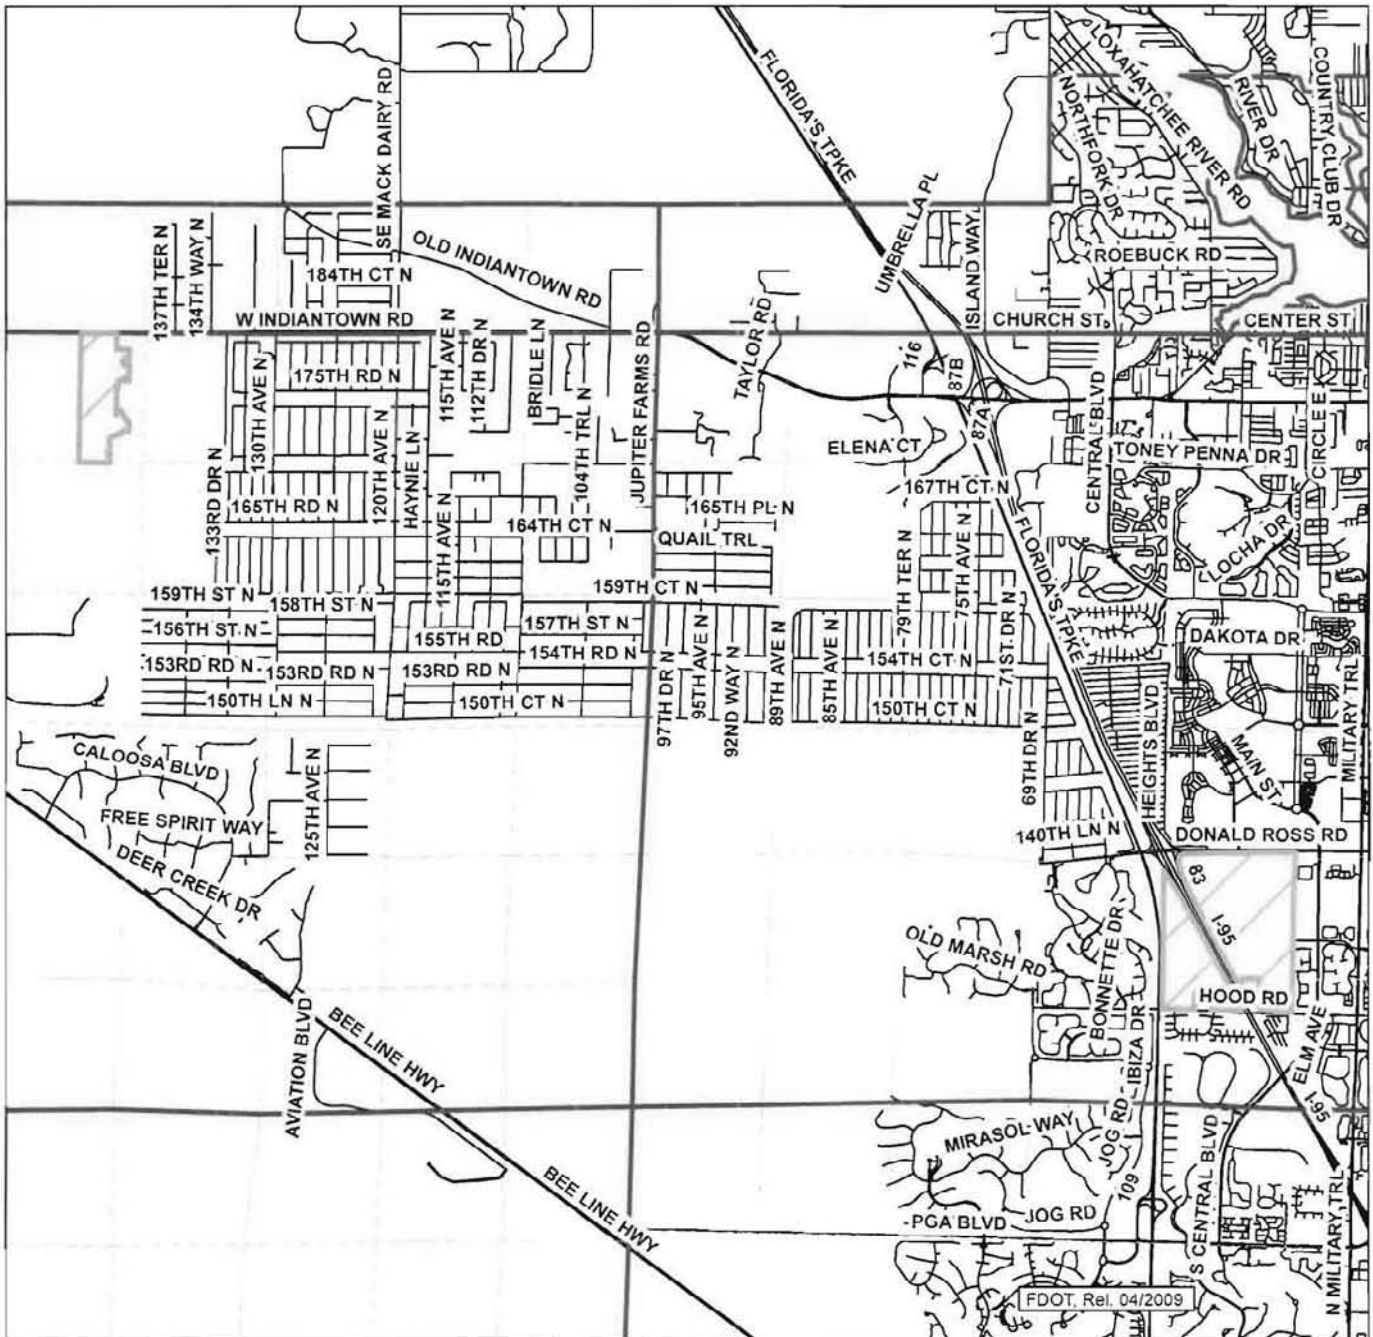 FLORIDA'S TPKE
LOXAHATCHEE RIVER RD
RIVER DR
COUNTRY CLUB DR
NORTHFORK DR
SE MACK DAIRY RD
UMBRELLA PL
ISLAND WAY
137TH TER N
134TH WAY N
184TH CT N
OLD INDIANTOWN RD
ROEBUCK RD
W INDIANTOWN RD
CHURCH ST
CENTER ST
TAYLOR RD
JUPITER FARMS RD
115TH AVE N
112TH DR N
BRIDLE LN
116
87B
87A
175TH RD N
130TH AVE N
120TH AVE N
HAYNIE LN
104TH TRL N
ELENA CT
CENTRAL BLVD
TONEY PENNA DR
CIRCLE E
133RD DR N
165TH RD N
115TH AVE N
164TH CT N
165TH PL N
QUAIL TRL
167TH CT N
FLORIDA'S TPKE
LOCHA DR
79TH TER N
75TH AVE N
71ST DR N
159TH ST N
158TH ST N
159TH CT N
156TH ST N
155TH RD
157TH ST N
154TH RD N
154TH CT N
DAKOTA DR
153RD RD N
153RD RD N
153RD RD N
150TH LN N
150TH CT N
150TH CT N
97TH DR N
95TH AVE N
92ND WAY N
89TH AVE N
85TH AVE N
69TH DR N
HEIGHTS BLVD
MAIN ST
MILITARY TRL
CALOOSA BLVD
FREE SPIRIT WAY
125TH AVE N
DEER CREEK DR
140TH LN N
DONALD ROSS RD
83
I-95
OLD MARSH RD
BONNETTE DR
HOOD RD
IBIZA DR
ELM AVE
I-95
AVIATION BLVD
BEE LINE HWY
MIRASOL WAY
JOG RD
109
S CENTRAL BLVD
BEE LINE HWY
PGA BLVD
JOG RD
N MILITARY TRL
FDOT, Rel. 04/2009